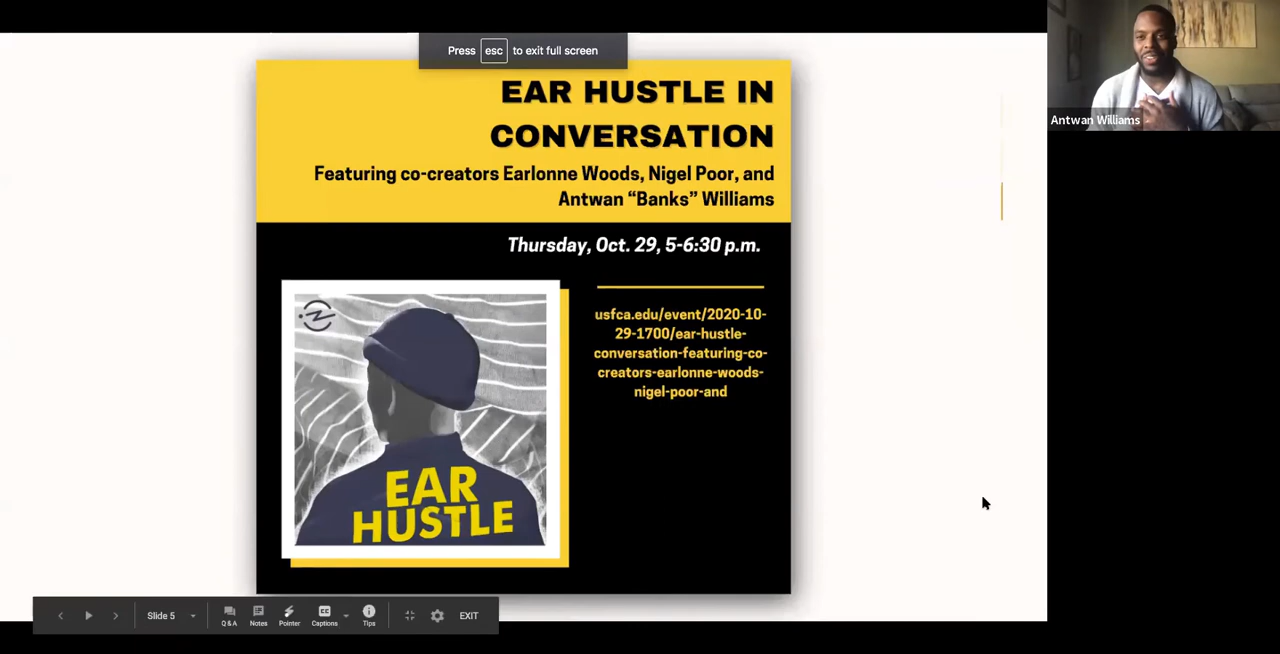 Press esc to exit full screen
EAR HUSTLE IN
CONVERSATION
Featuring co-creators Earlonne Woods, Nigel Poor, and
Antwan “Banks” Williams
Thursday, Oct. 29, 5-6:30 p.m.
usfca.edu/event/2020-10-
29-1700/ear-hustle-
conversation-featuring-co-
creators-earlonne-woods-
nigel-poor-and
EAR
HUSTLE
Antwan Williams
Slide 5
Q&A
Notes
Pointer
CC
Captions
Tips
EXIT